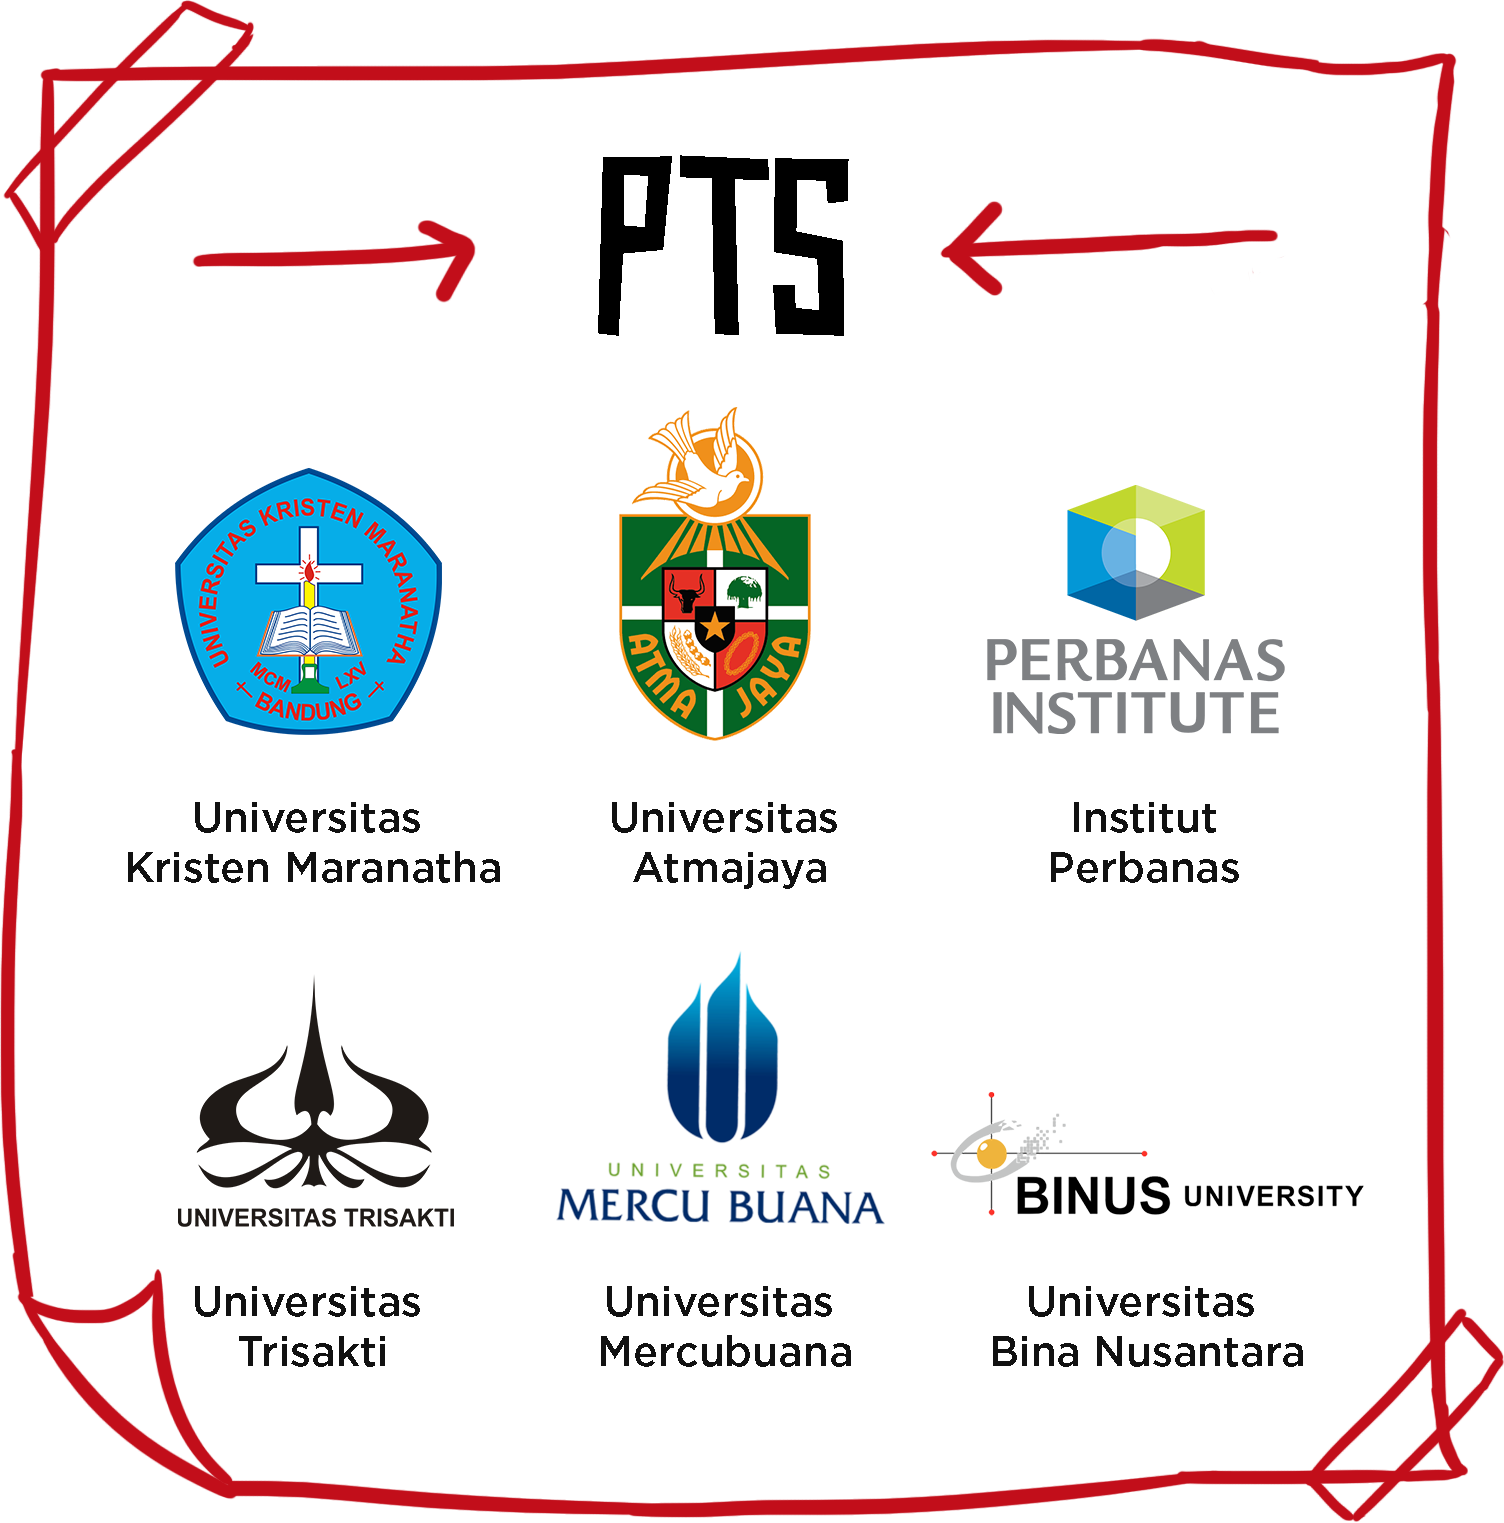 PTS
UNIVERSITAS KRISTEN MARANATHA
MCM LXV
BANDUNG
ATMA JAYA
PERBANAS
INSTITUTE
Universitas
Kristen Maranatha
Universitas
Atmajaya
Institut
Perbanas
UNIVERSITAS TRISAKTI
UNIVERSITAS
MERCU BUANA
BINUS UNIVERSITY
Universitas
Trisakti
Universitas
Mercubuana
Universitas
Bina Nusantara